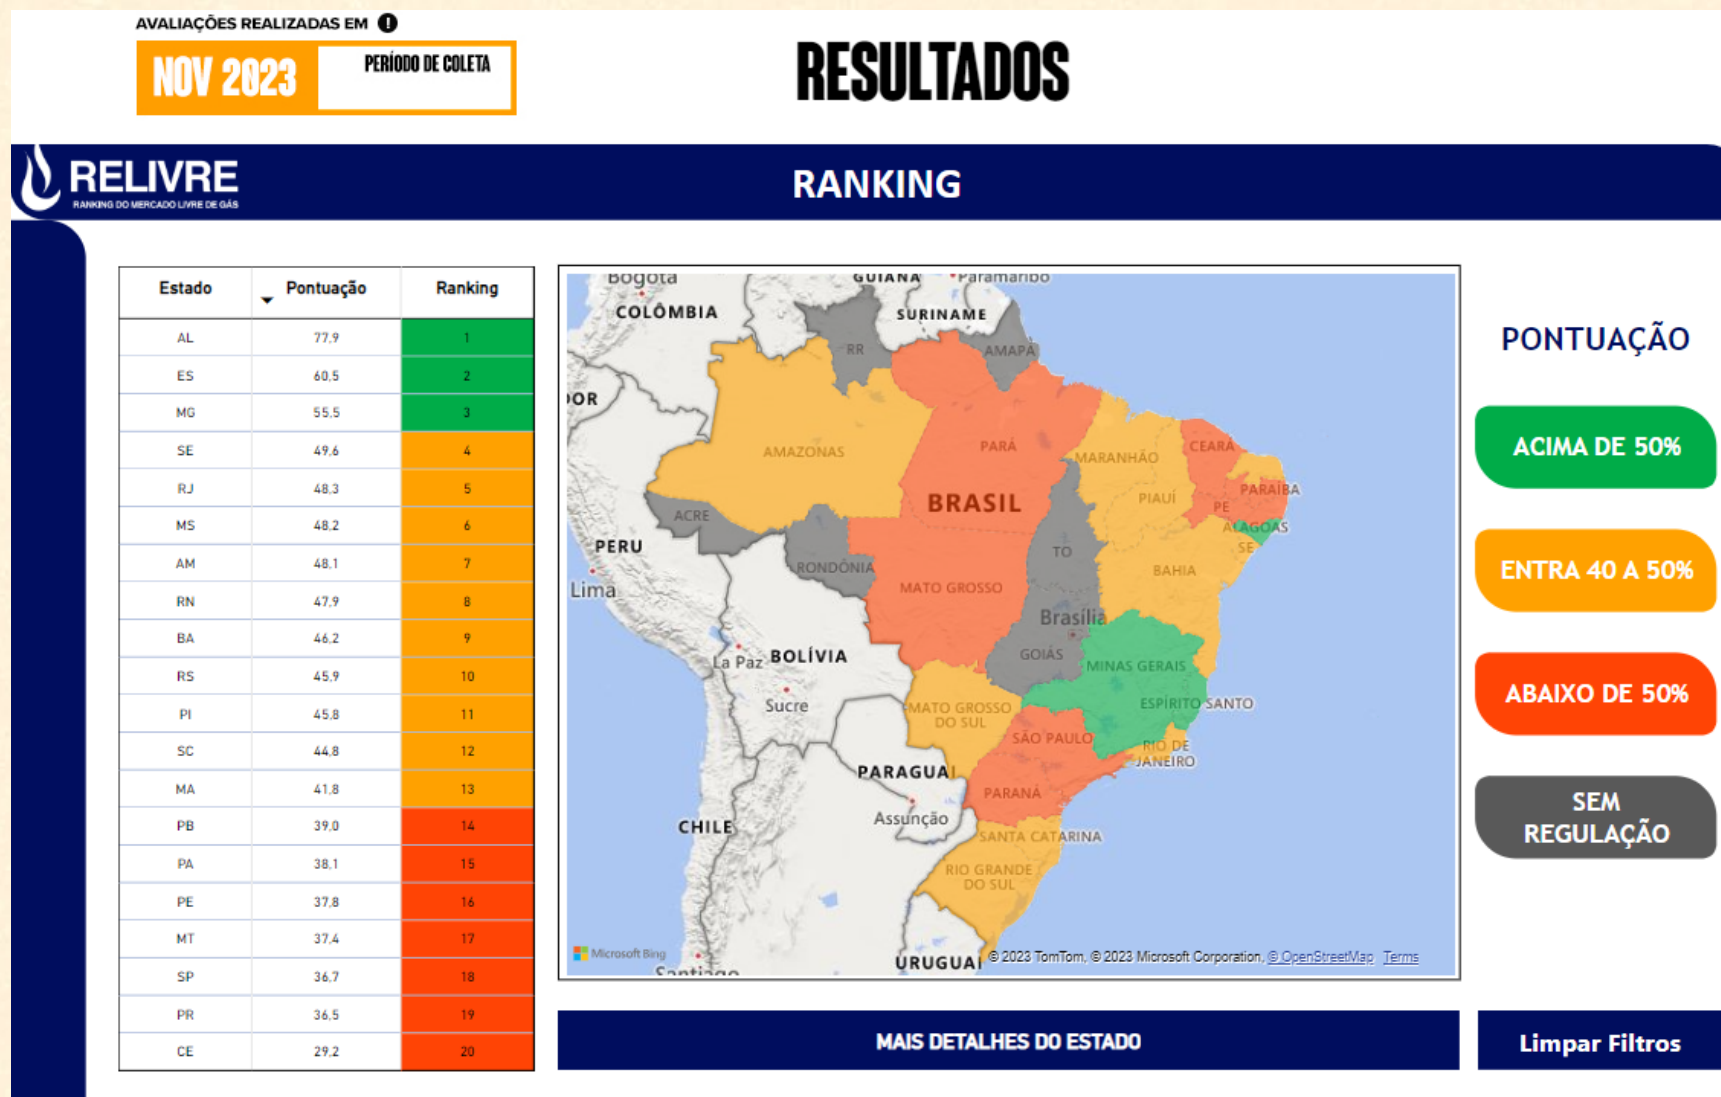 AVALIAÇÕES REALIZADAS EM !
NOV 2023
PERÍODO DE COLETA
RESULTADOS
RELIVRE
RANKING DO MERCADO LIVRE DE GÁS
RANKING
Estado Pontuação Ranking
AL 77,9 1
ES 60,5 2
MG 55,5 3
SE 49,6 4
RJ 48,3 5
MS 48,2 6
AM 48,1 7
RN 47,9 8
BA 46,2 9
RS 45,9 10
PI 45,8 11
SC 44,8 12
MA 41,8 13
PB 39,0 14
PA 38,1 15
PE 37,8 16
MT 37,4 17
SP 36,7 18
PR 36,5 19
CE 29,2 20
Bogotá
GUIANA
Paramaribo
COLÔMBIA
SURINAME
RR
AMAPÁ
DOR
AMAZONAS
PARÁ
MARANHÃO
CEARÁ
BRASIL
PIAUÍ
PARAÍBA
PE
ACRE
ALAGOAS
PERU
TO
SE
RONDÔNIA
BAHIA
Lima
MATO GROSSO
Brasília
La Paz
BOLÍVIA
GOIÁS
MINAS GERAIS
Sucre
MATO GROSSO
DO SUL
ESPÍRITO SANTO
SÃO PAULO
RIO DE
JANEIRO
PARAGUAI
PARANÁ
Assunção
CHILE
SANTA CATARINA
RIO GRANDE
DO SUL
Microsoft Bing
Santiago
URUGUAI
© 2023 TomTom, © 2023 Microsoft Corporation, © OpenStreetMap Terms
PONTUAÇÃO
ACIMA DE 50%
ENTRA 40 A 50%
ABAIXO DE 50%
SEM
REGULAÇÃO
MAIS DETALHES DO ESTADO
Limpar Filtros